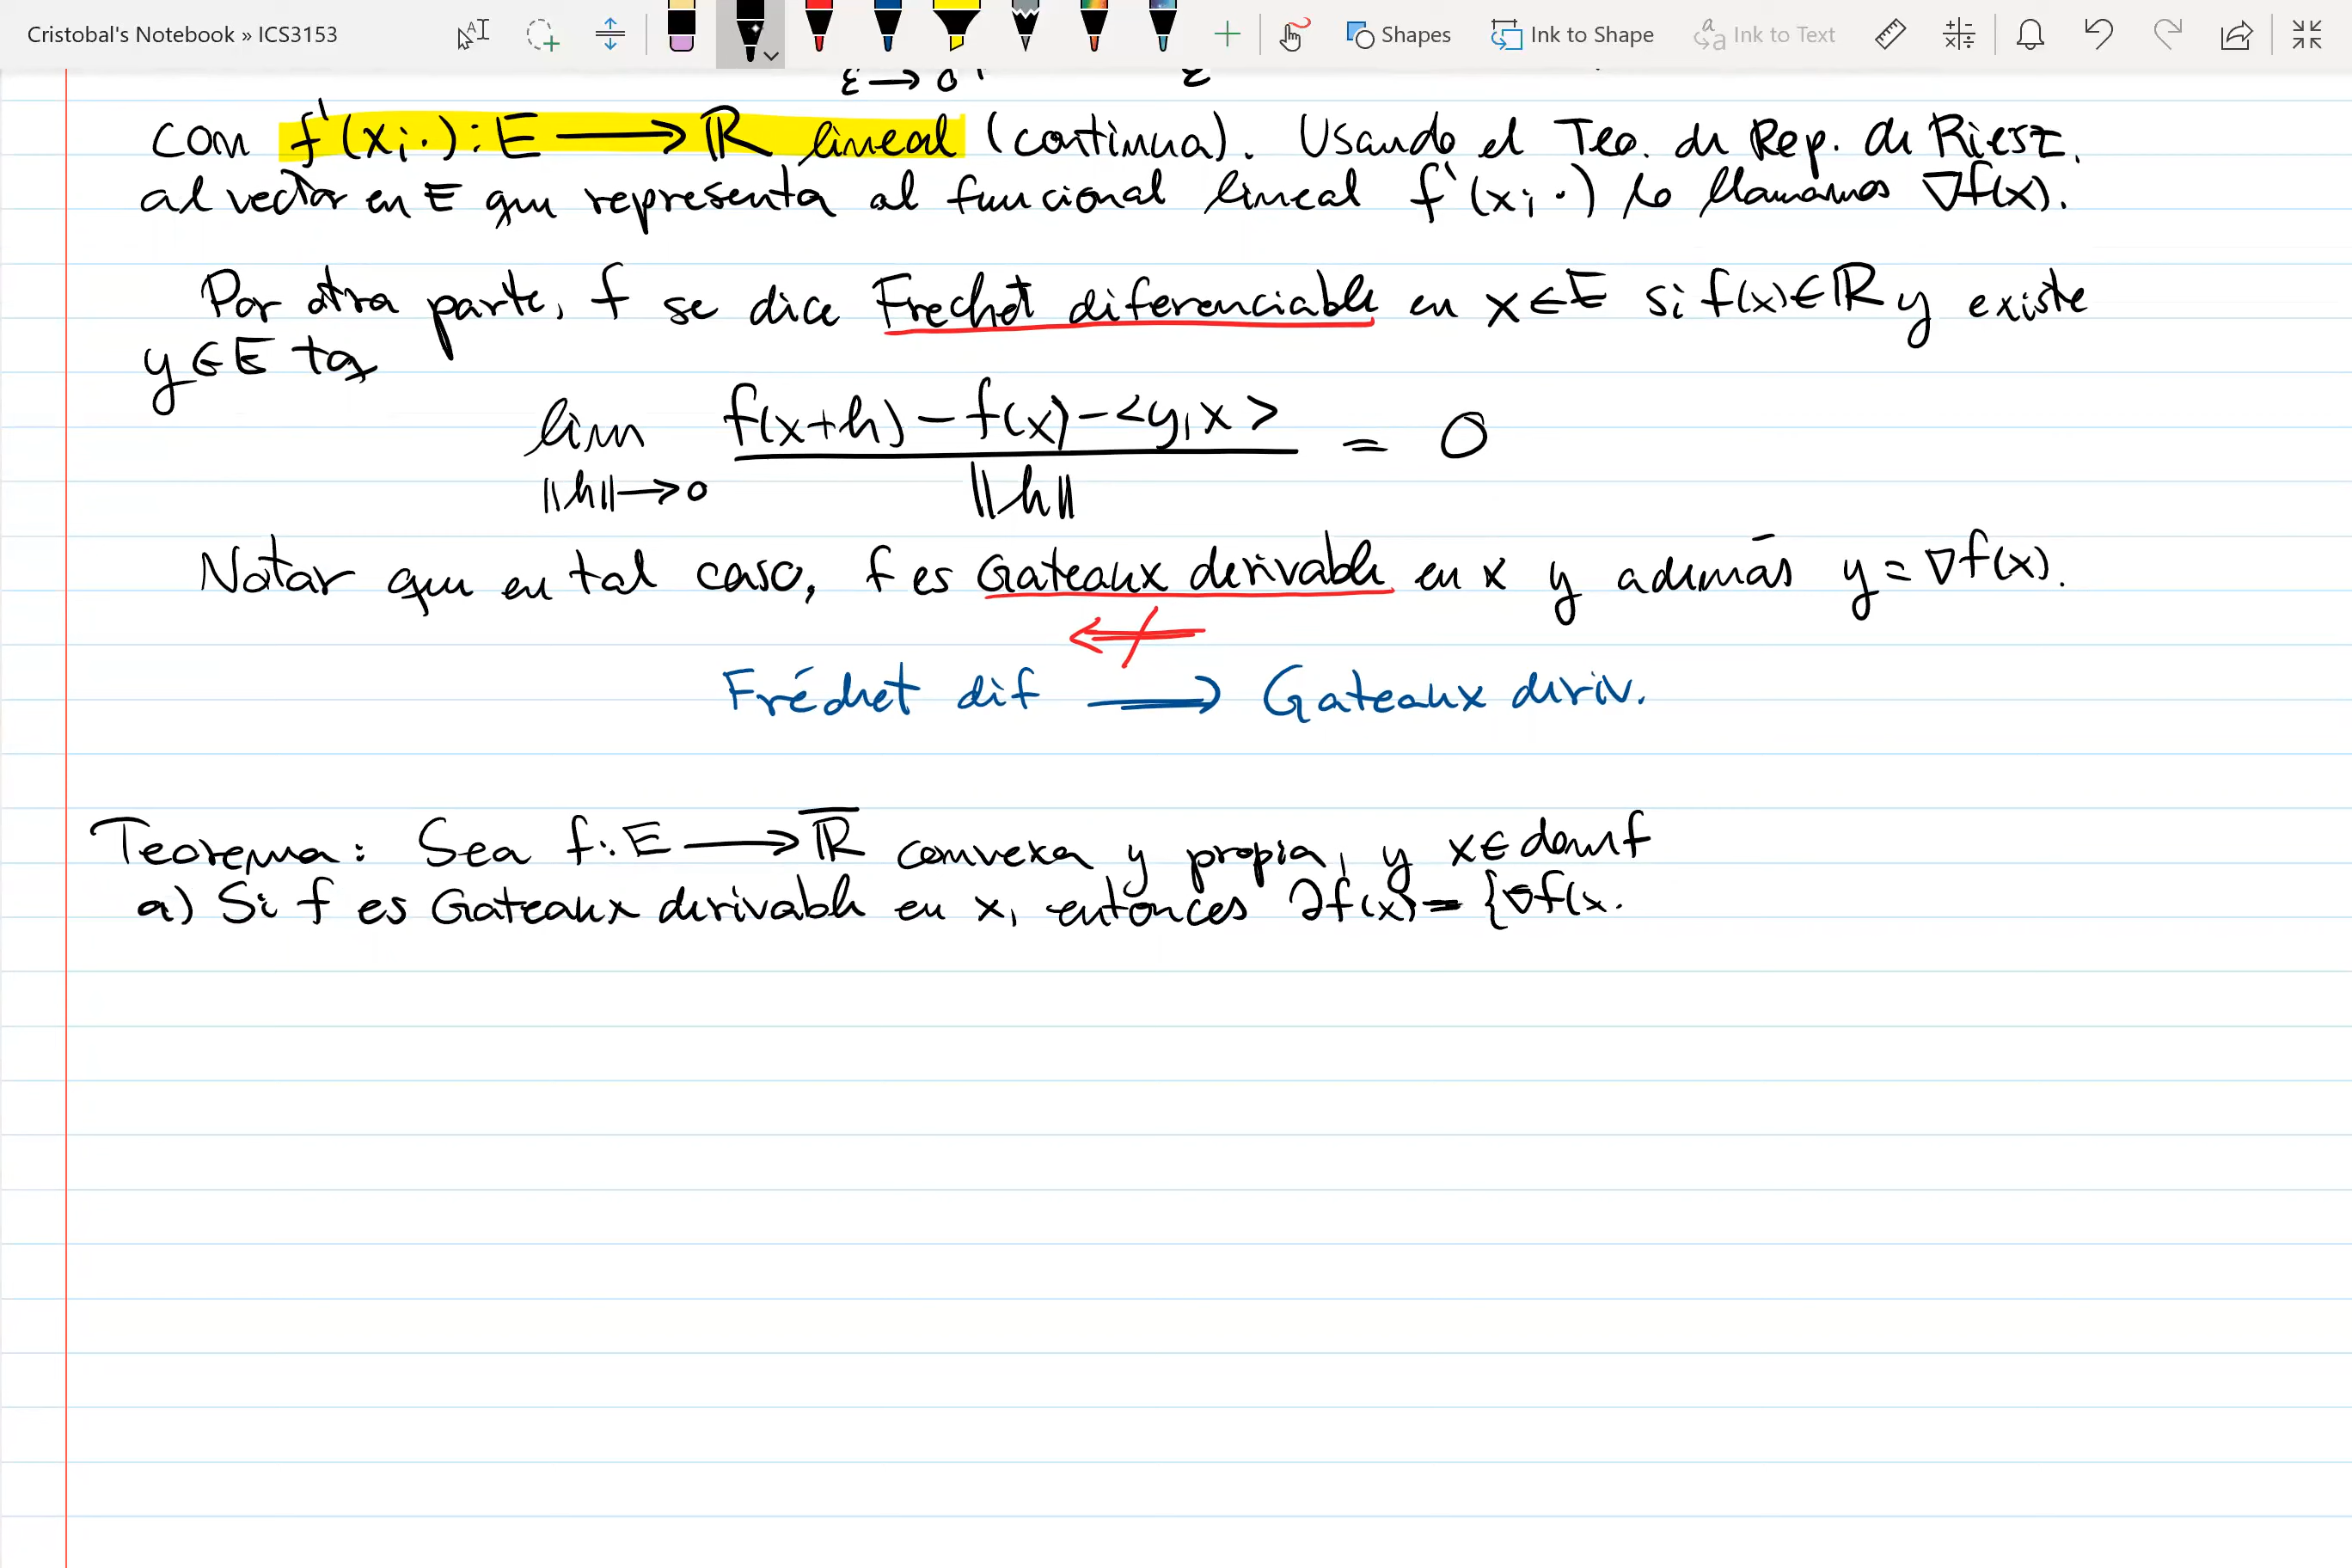 Cristobal's Notebook » ICS3153 Shapes Ink to Shape Ink to Text
ε → 0⁺ ε
con f'(x;·): E ⟶ ℝ lineal (continua). Usando el Teo. de Rep. de Riesz,
al vector en E que representa al funcional lineal f'(x;·) lo llamamos ∇f(x).
Por otra parte, f se dice Frechet diferenciable en x∈E si f(x)∈ℝ y existe
y∈E tq
lim f(x+h) − f(x) − <y,x> = 0
‖h‖→0 ‖h‖
Notar que en tal caso, f es Gateaux derivable en x y además y = ∇f(x).
⇍
Fréchet dif ⟹ Gateaux deriv.
Teorema: Sea f: E ⟶ ℝ̅ convexa y propia, y x∈domf
a) Si f es Gateaux derivable en x, entonces ∂f(x) = {∇f(x.